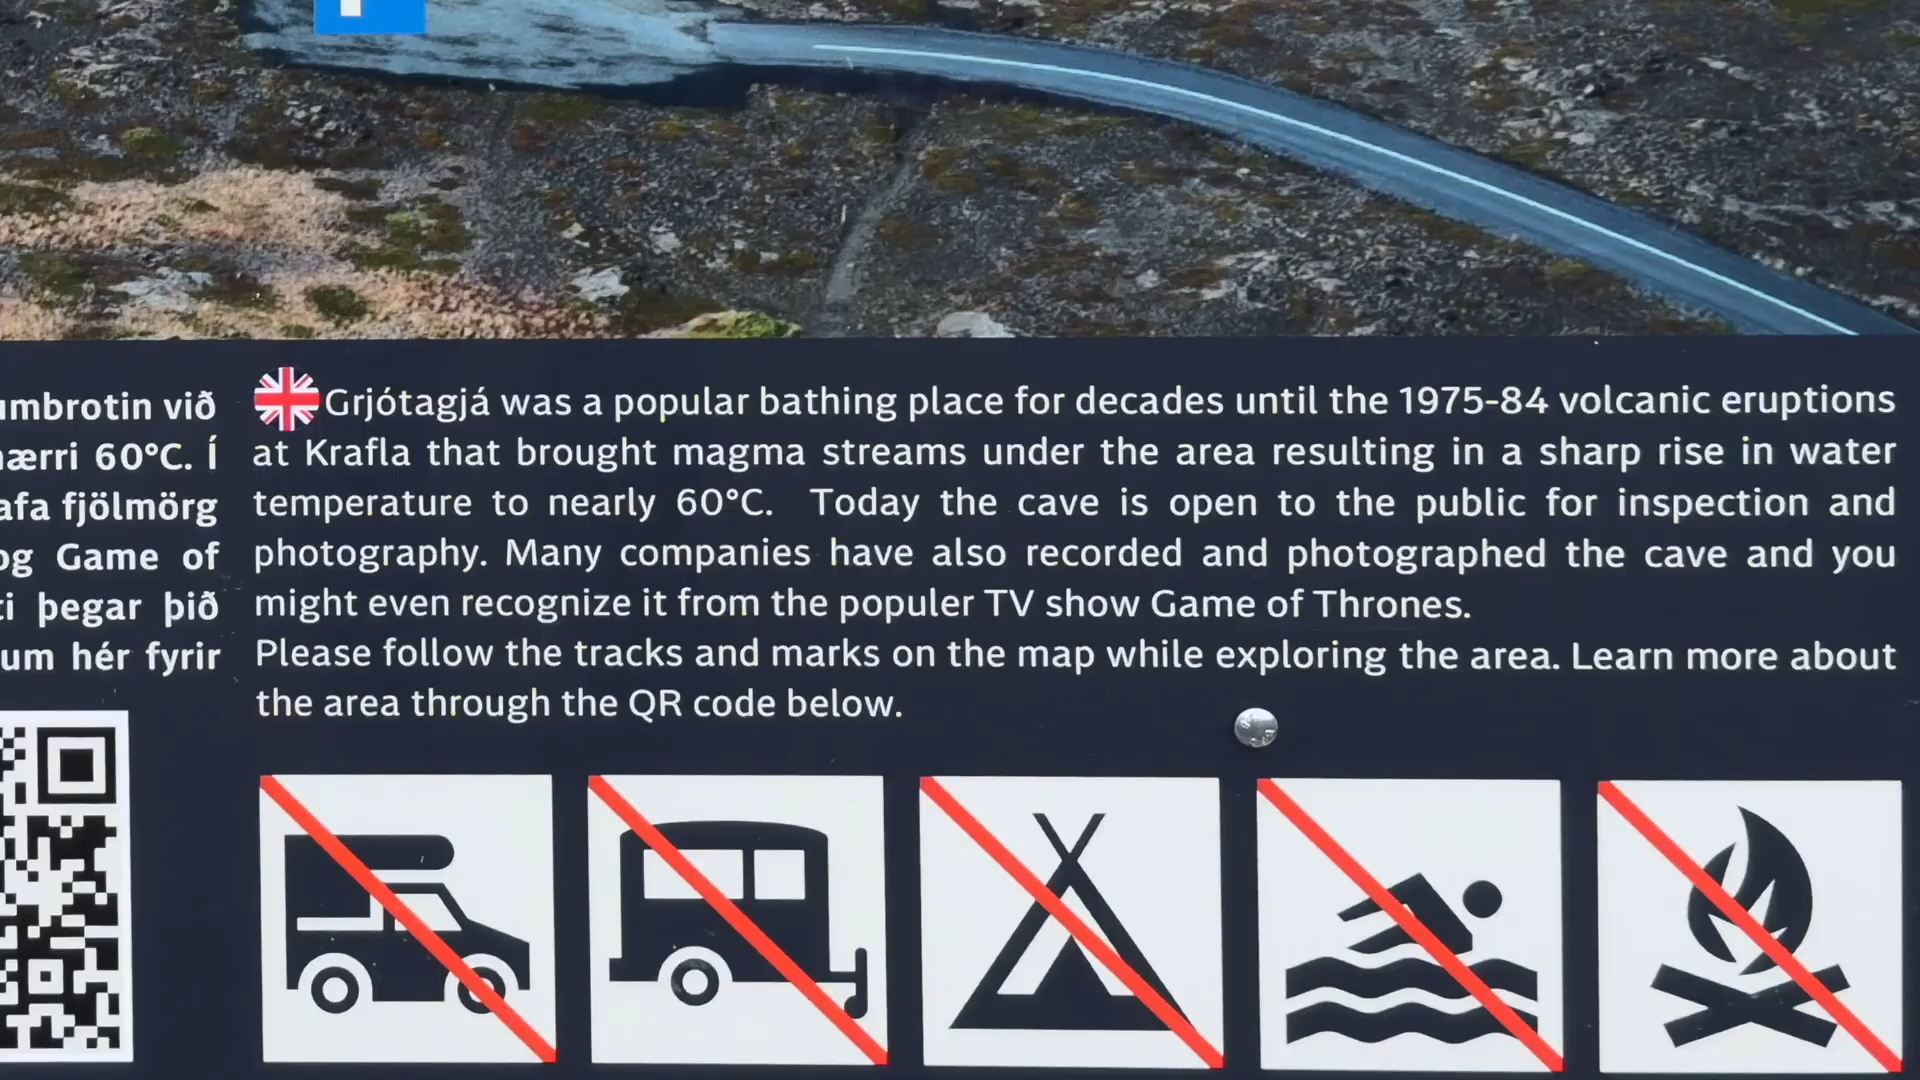 umbrotin við
nærri 60°C. Í
afa fjölmörg
og Game of
þegar þið
um hér fyrir
Grjótagjá was a popular bathing place for decades until the 1975-84 volcanic eruptions
at Krafla that brought magma streams under the area resulting in a sharp rise in water
temperature to nearly 60°C. Today the cave is open to the public for inspection and
photography. Many companies have also recorded and photographed the cave and you
might even recognize it from the populer TV show Game of Thrones.
Please follow the tracks and marks on the map while exploring the area. Learn more about
the area through the QR code below.